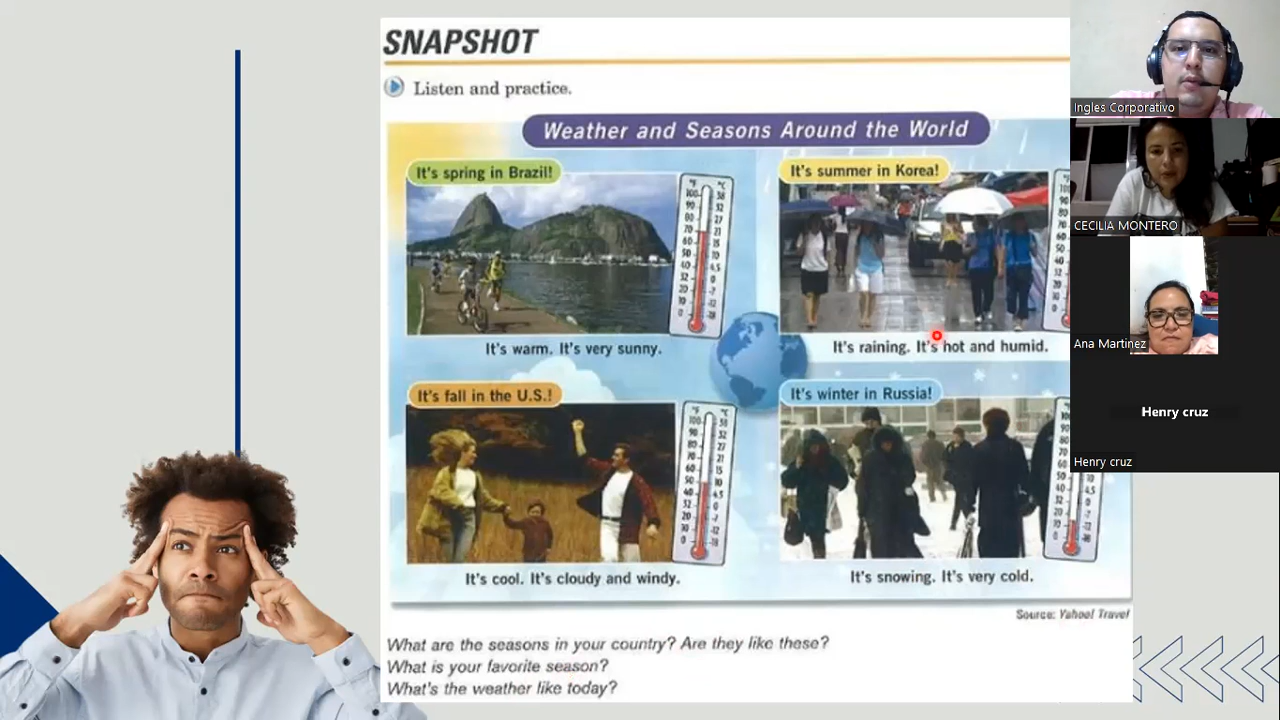 SNAPSHOT
Listen and practice.
Weather and Seasons Around the World
It's spring in Brazil!
It's warm. It's very sunny.
It's summer in Korea!
It's raining. It's hot and humid.
It's fall in the U.S.!
It's cool. It's cloudy and windy.
It's winter in Russia!
It's snowing. It's very cold.
Source: Yahoo! Travel
What are the seasons in your country? Are they like these?
What is your favorite season?
What's the weather like today?
Ingles Corporativo
CECILIA MONTERO
Ana Martinez
Henry cruz
Henry cruz